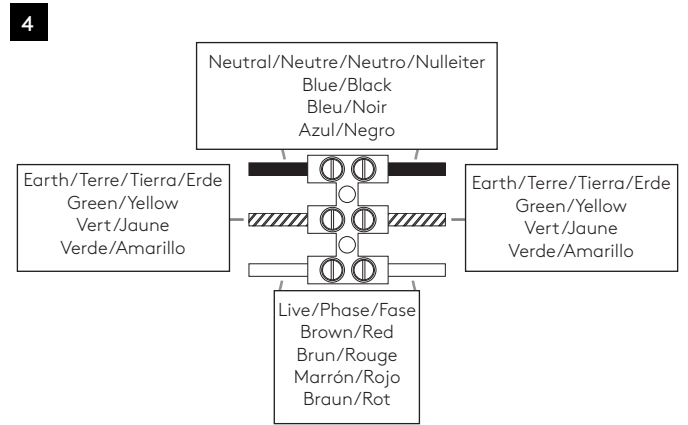 4
Neutral/Neutre/Neutro/Nulleiter
Blue/Black
Bleu/Noir
Azul/Negro
Earth/Terre/Tierra/Erde
Green/Yellow
Vert/Jaune
Verde/Amarillo
Earth/Terre/Tierra/Erde
Green/Yellow
Vert/Jaune
Verde/Amarillo
Live/Phase/Fase
Brown/Red
Brun/Rouge
Marrón/Rojo
Braun/Rot